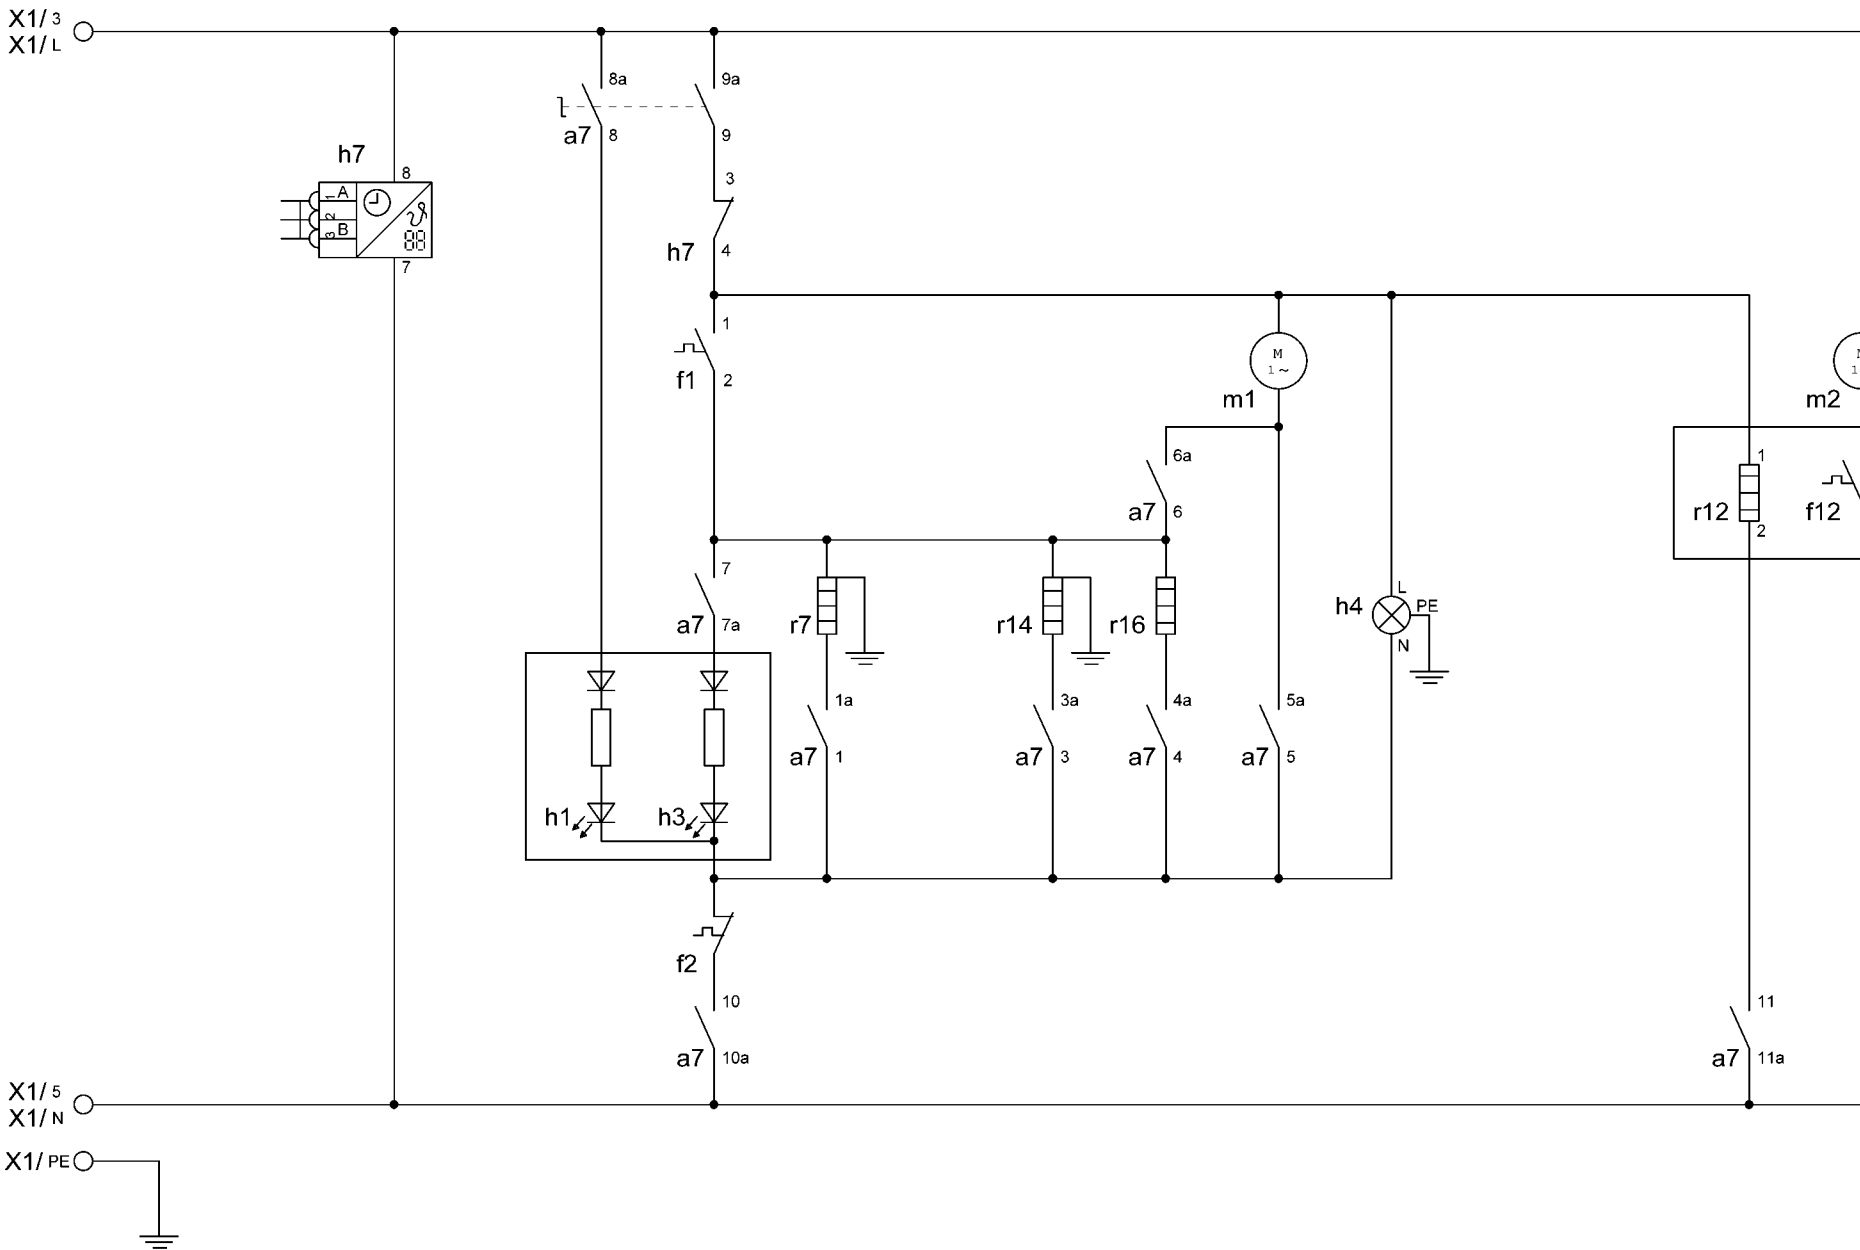 X1/ 3
X1/ L
8a
9a
a7
8
9
h7
8
3
1 A
2
3 B
88
7
h7
4
1
f1
2
M
1 ~
m1
m2
6a
a7
6
1
r12
2
f12
7
a7
7a
r7
r14
r16
h4
L
PE
N
1a
3a
4a
5a
a7
1
a7
3
a7
4
a7
5
h1
h3
f2
10
a7
10a
11
a7
11a
X1/ 5
X1/ N
X1/ PE